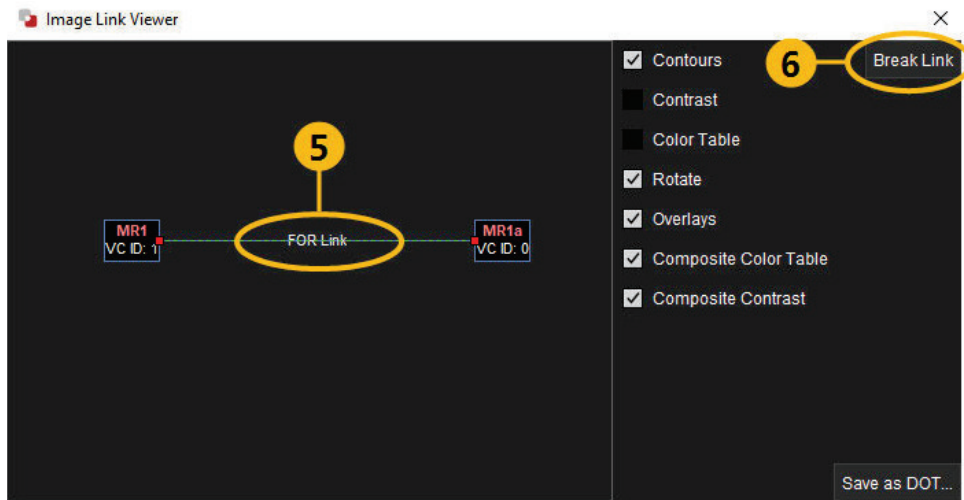 Image Link Viewer
Contours
6
Break Link
Contrast
Color Table
5
Rotate
Overlays
MR1
VC ID: 1
FOR Link
MR1a
VC ID: 0
Composite Color Table
Composite Contrast
Save as DOT...